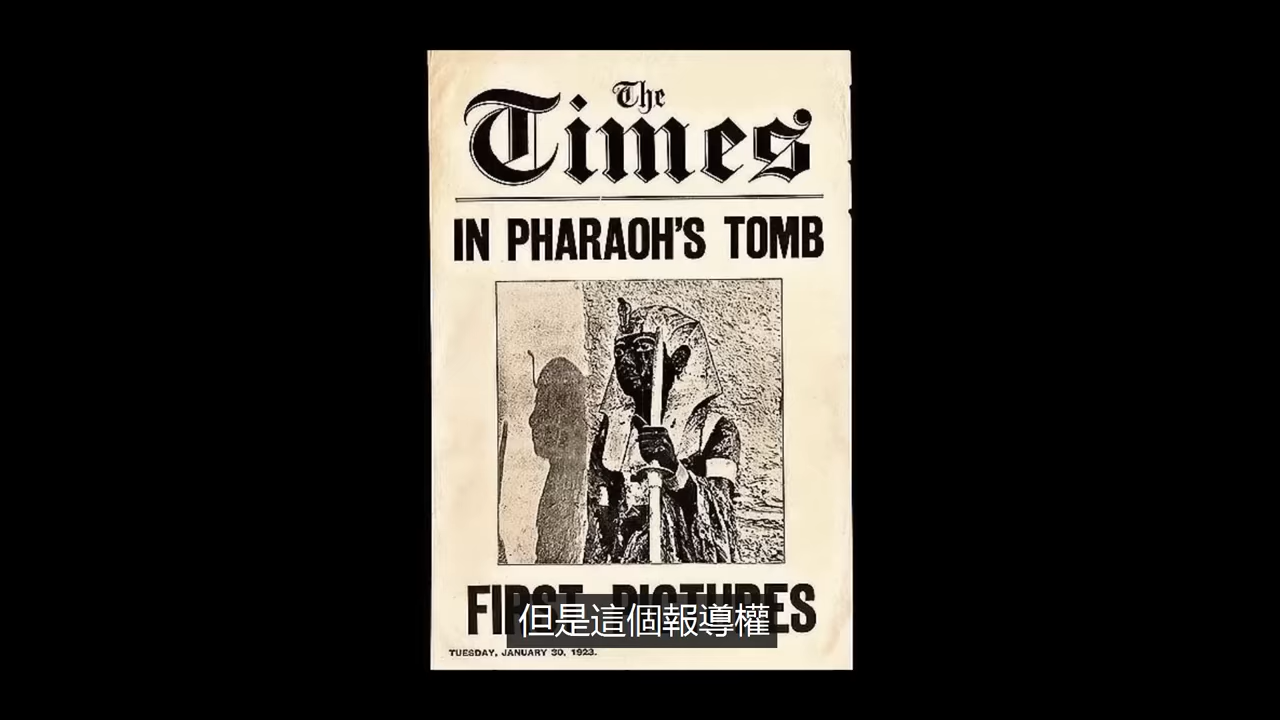 The
Times
IN PHARAOH'S TOMB
FIRST PICTURES
但是這個報導權
TUESDAY, JANUARY 30, 1923.